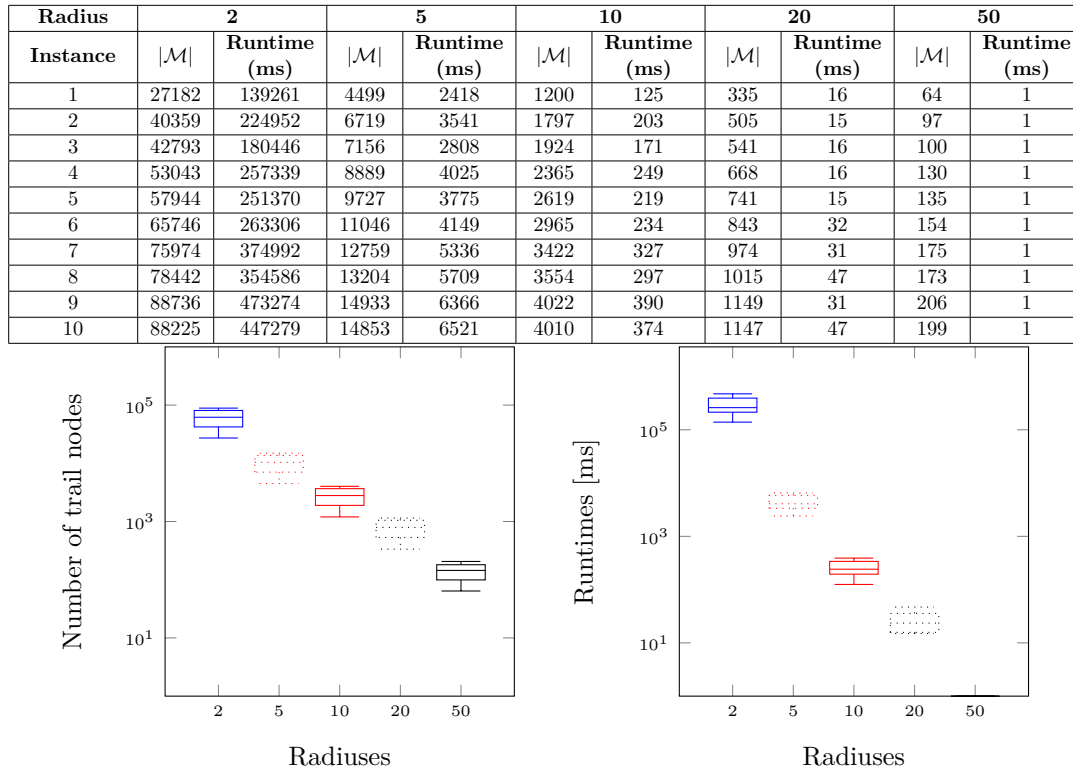 Radius 2 5 10 20 50
Instance |M| Runtime (ms) |M| Runtime (ms) |M| Runtime (ms) |M| Runtime (ms) |M| Runtime (ms)
1 27182 139261 4499 2418 1200 125 335 16 64 1
2 40359 224952 6719 3541 1797 203 505 15 97 1
3 42793 180446 7156 2808 1924 171 541 16 100 1
4 53043 257339 8889 4025 2365 249 668 16 130 1
5 57944 251370 9727 3775 2619 219 741 15 135 1
6 65746 263306 11046 4149 2965 234 843 32 154 1
7 75974 374992 12759 5336 3422 327 974 31 175 1
8 78442 354586 13204 5709 3554 297 1015 47 173 1
9 88736 473274 14933 6366 4022 390 1149 31 206 1
10 88225 447279 14853 6521 4010 374 1147 47 199 1
Number of trail nodes
10^5
10^3
10^1
2 5 10 20 50
Radiuses
Runtimes [ms]
10^5
10^3
10^1
2 5 10 20 50
Radiuses